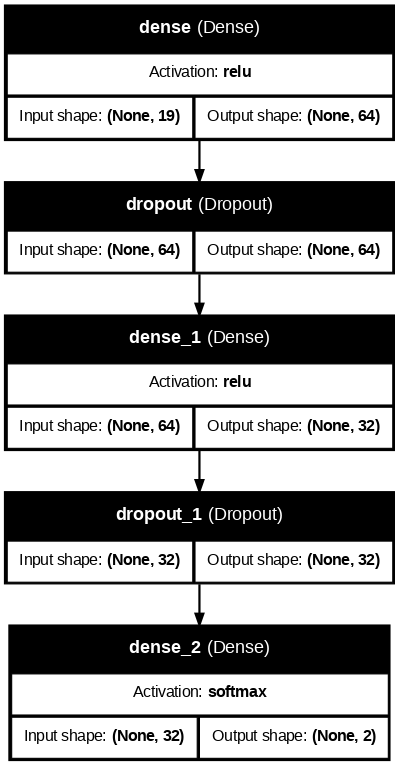 dense (Dense)
Activation: relu
Input shape: (None, 19) Output shape: (None, 64)
dropout (Dropout)
Input shape: (None, 64) Output shape: (None, 64)
dense_1 (Dense)
Activation: relu
Input shape: (None, 64) Output shape: (None, 32)
dropout_1 (Dropout)
Input shape: (None, 32) Output shape: (None, 32)
dense_2 (Dense)
Activation: softmax
Input shape: (None, 32) Output shape: (None, 2)